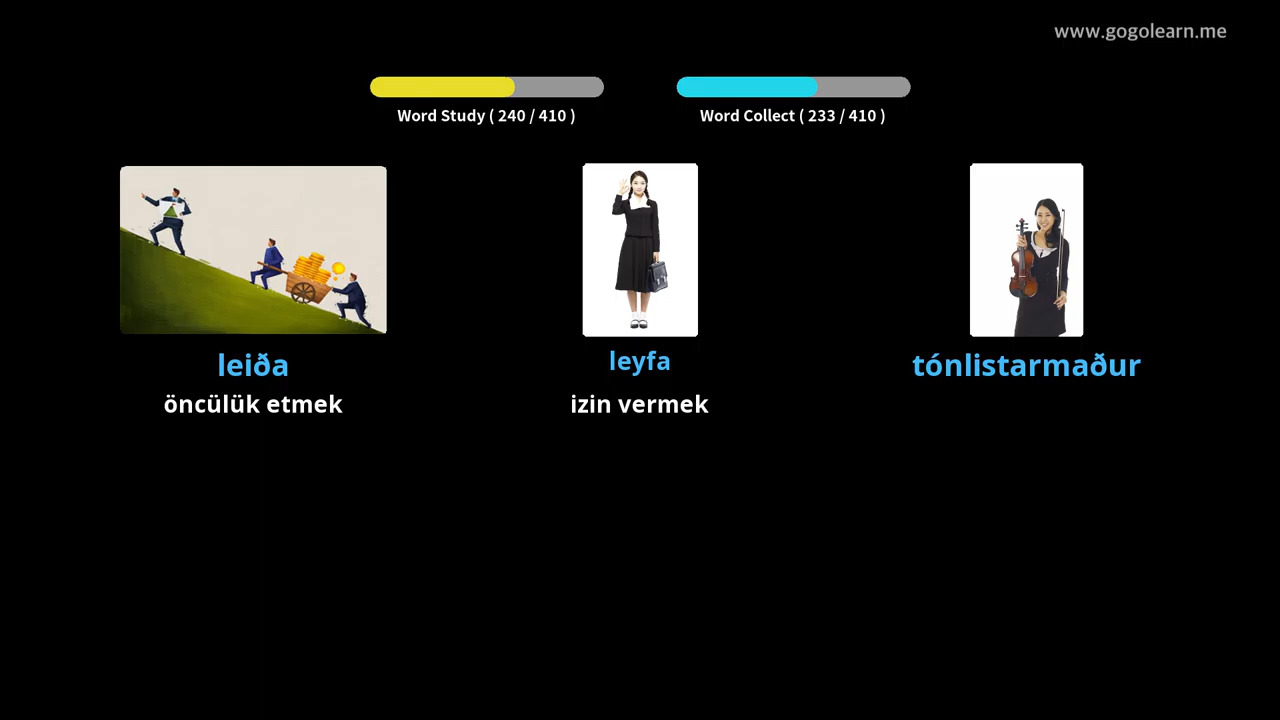 www.gogolearn.me
Word Study ( 240 / 410 )
Word Collect ( 233 / 410 )
leiða
leyfa
tónlistarmaður
öncülük etmek
izin vermek